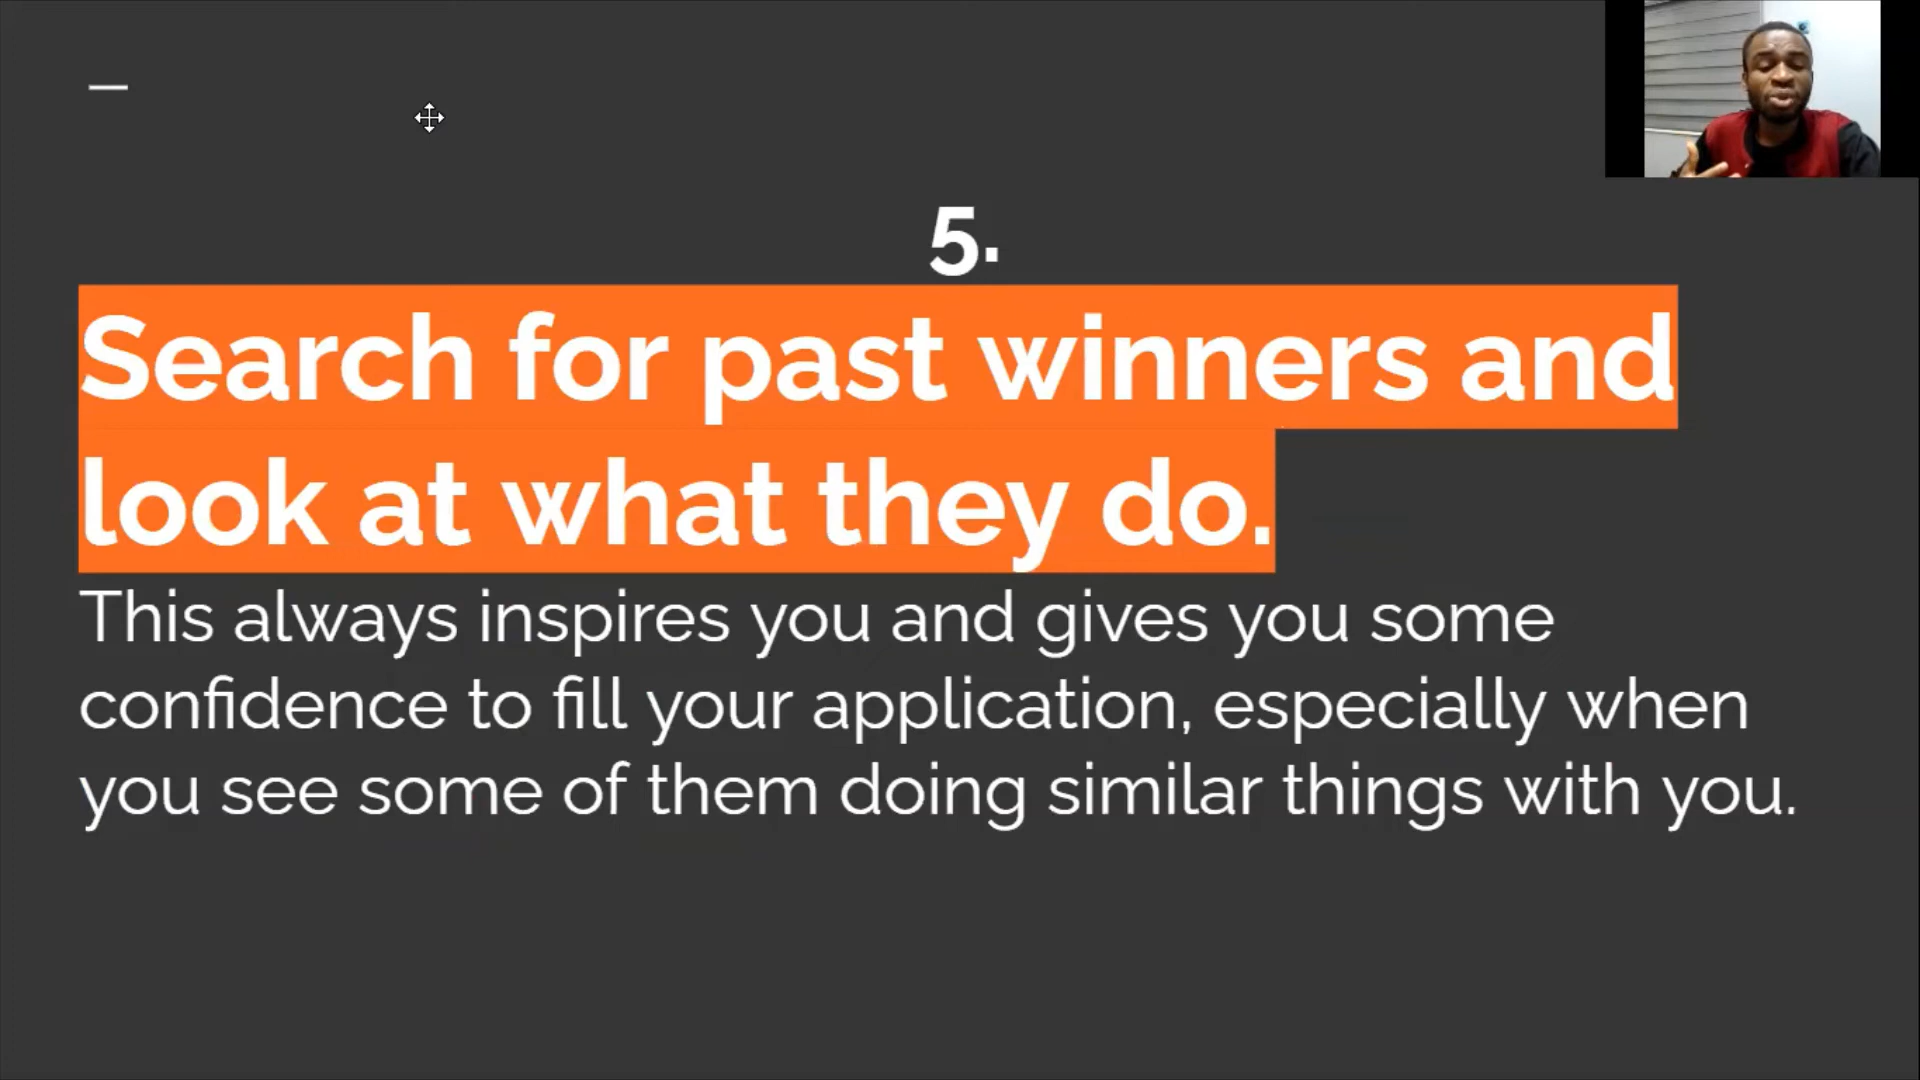 5.
Search for past winners and
look at what they do.
This always inspires you and gives you some
confidence to fill your application, especially when
you see some of them doing similar things with you.